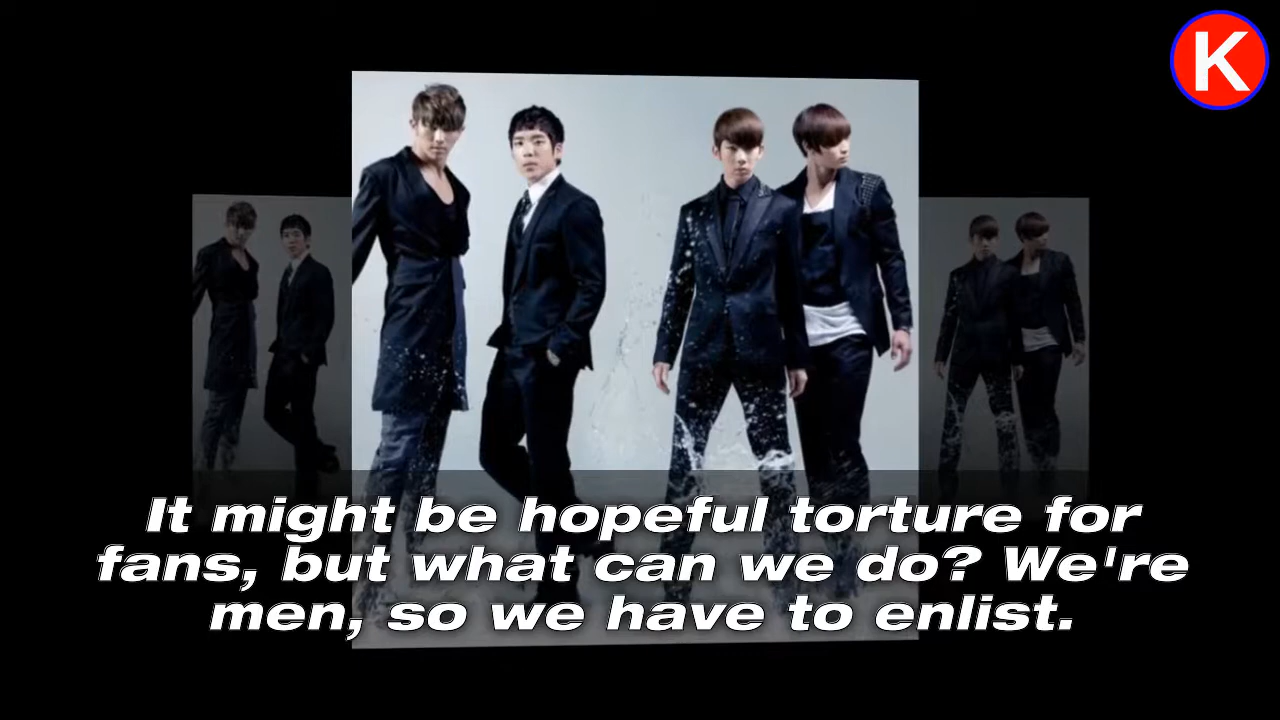 K
It might be hopeful torture for
fans, but what can we do? We're
men, so we have to enlist.